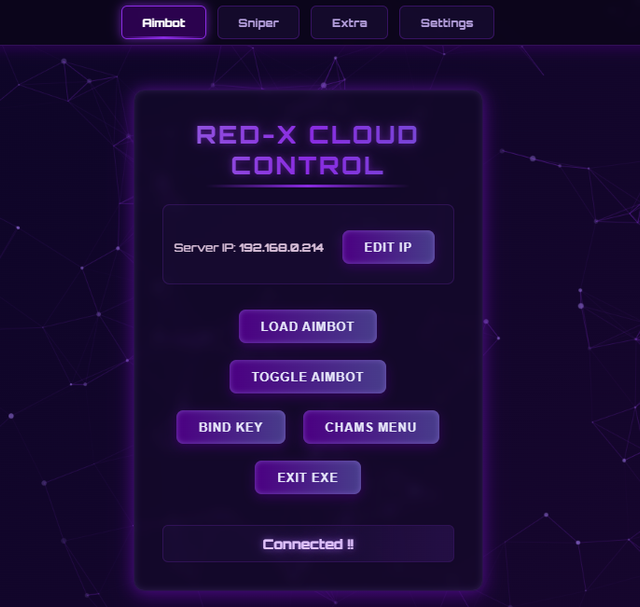 Aimbot
Sniper
Extra
Settings
RED-X CLOUD
CONTROL
Server IP: 192.168.0.214
EDIT IP
LOAD AIMBOT
TOGGLE AIMBOT
BIND KEY
CHAMS MENU
EXIT EXE
Connected !!